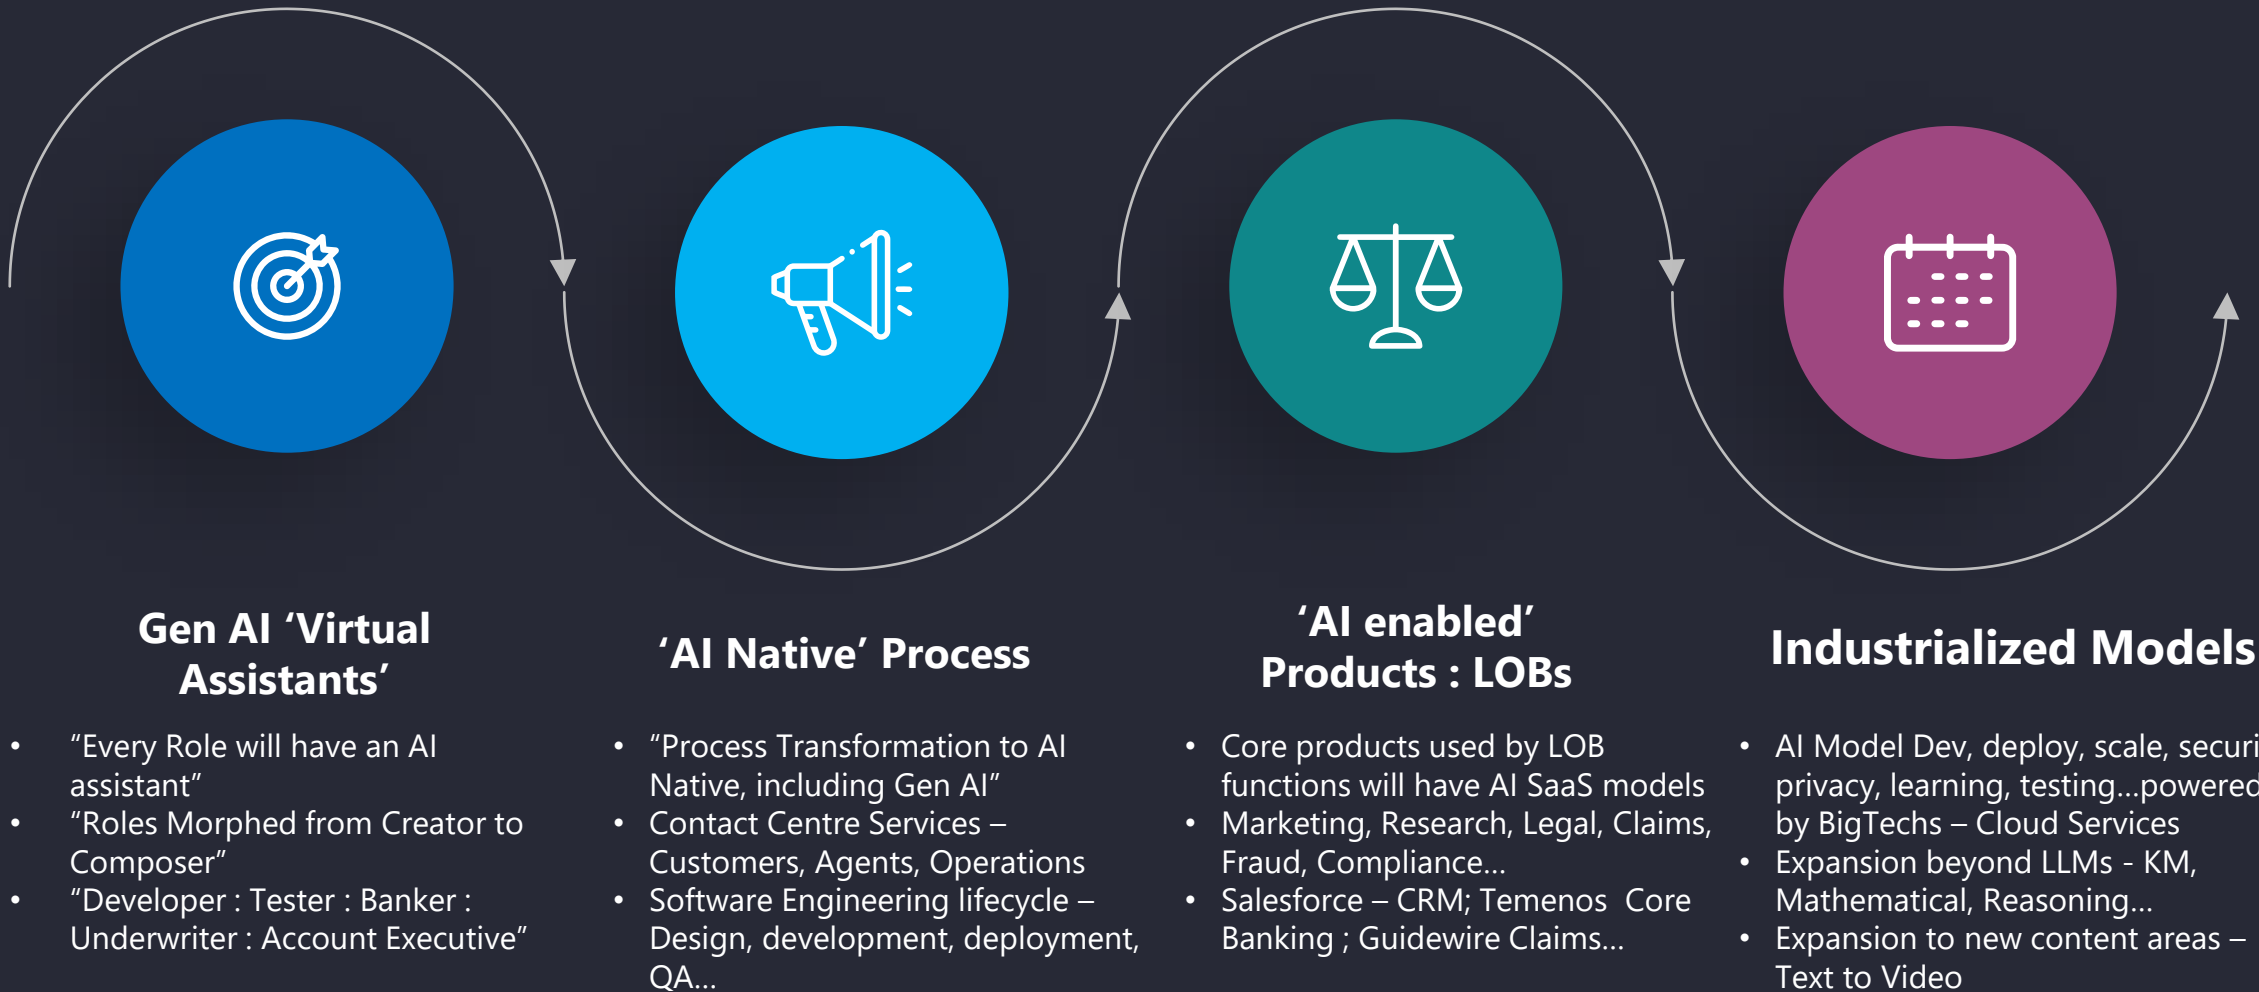 Gen AI ‘Virtual
Assistants’
• “Every Role will have an AI
assistant”
• “Roles Morphed from Creator to
Composer”
• “Developer : Tester : Banker :
Underwriter : Account Executive”
‘AI Native’ Process
• “Process Transformation to AI
Native, including Gen AI”
• Contact Centre Services –
Customers, Agents, Operations
• Software Engineering lifecycle –
Design, development, deployment,
QA...
‘AI enabled’
Products : LOBs
• Core products used by LOB
functions will have AI SaaS models
• Marketing, Research, Legal, Claims,
Fraud, Compliance...
• Salesforce – CRM; Temenos Core
Banking ; Guidewire Claims...
Industrialized Models
• AI Model Dev, deploy, scale, securi
privacy, learning, testing...powered
by BigTechs – Cloud Services
• Expansion beyond LLMs - KM,
Mathematical, Reasoning...
• Expansion to new content areas –
Text to Video